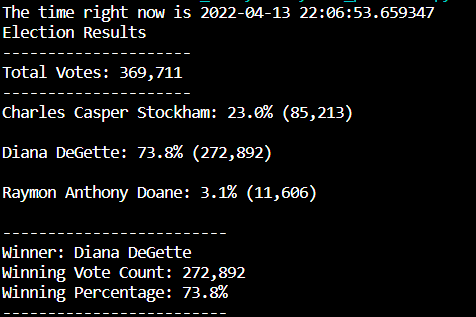 The time right now is 2022-04-13 22:06:53.659347
Election Results
---------------------
Total Votes: 369,711
---------------------
Charles Casper Stockham: 23.0% (85,213)
Diana DeGette: 73.8% (272,892)
Raymon Anthony Doane: 3.1% (11,606)
-------------------------
Winner: Diana DeGette
Winning Vote Count: 272,892
Winning Percentage: 73.8%
-------------------------